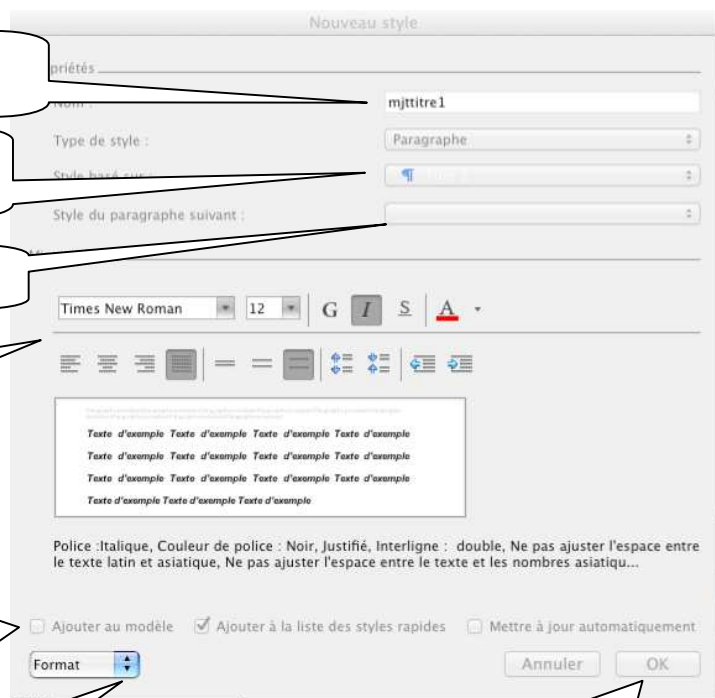 Nouveau style
priétés
Nom :
mjttitre1
Type de style :
Paragraphe
Style basé sur :
¶
Style du paragraphe suivant :
Times New Roman 12 G I S A
Texte d'exemple Texte d'exemple Texte d'exemple Texte d'exemple
Texte d'exemple Texte d'exemple Texte d'exemple Texte d'exemple
Texte d'exemple Texte d'exemple Texte d'exemple Texte d'exemple
Texte d'exemple Texte d'exemple Texte d'exemple
Police :Italique, Couleur de police : Noir, Justifié, Interligne : double, Ne pas ajuster l'espace entre
le texte latin et asiatique, Ne pas ajuster l'espace entre le texte et les nombres asiatiqu...
Ajouter au modèle Ajouter à la liste des styles rapides Mettre à jour automatiquement
Format Annuler OK